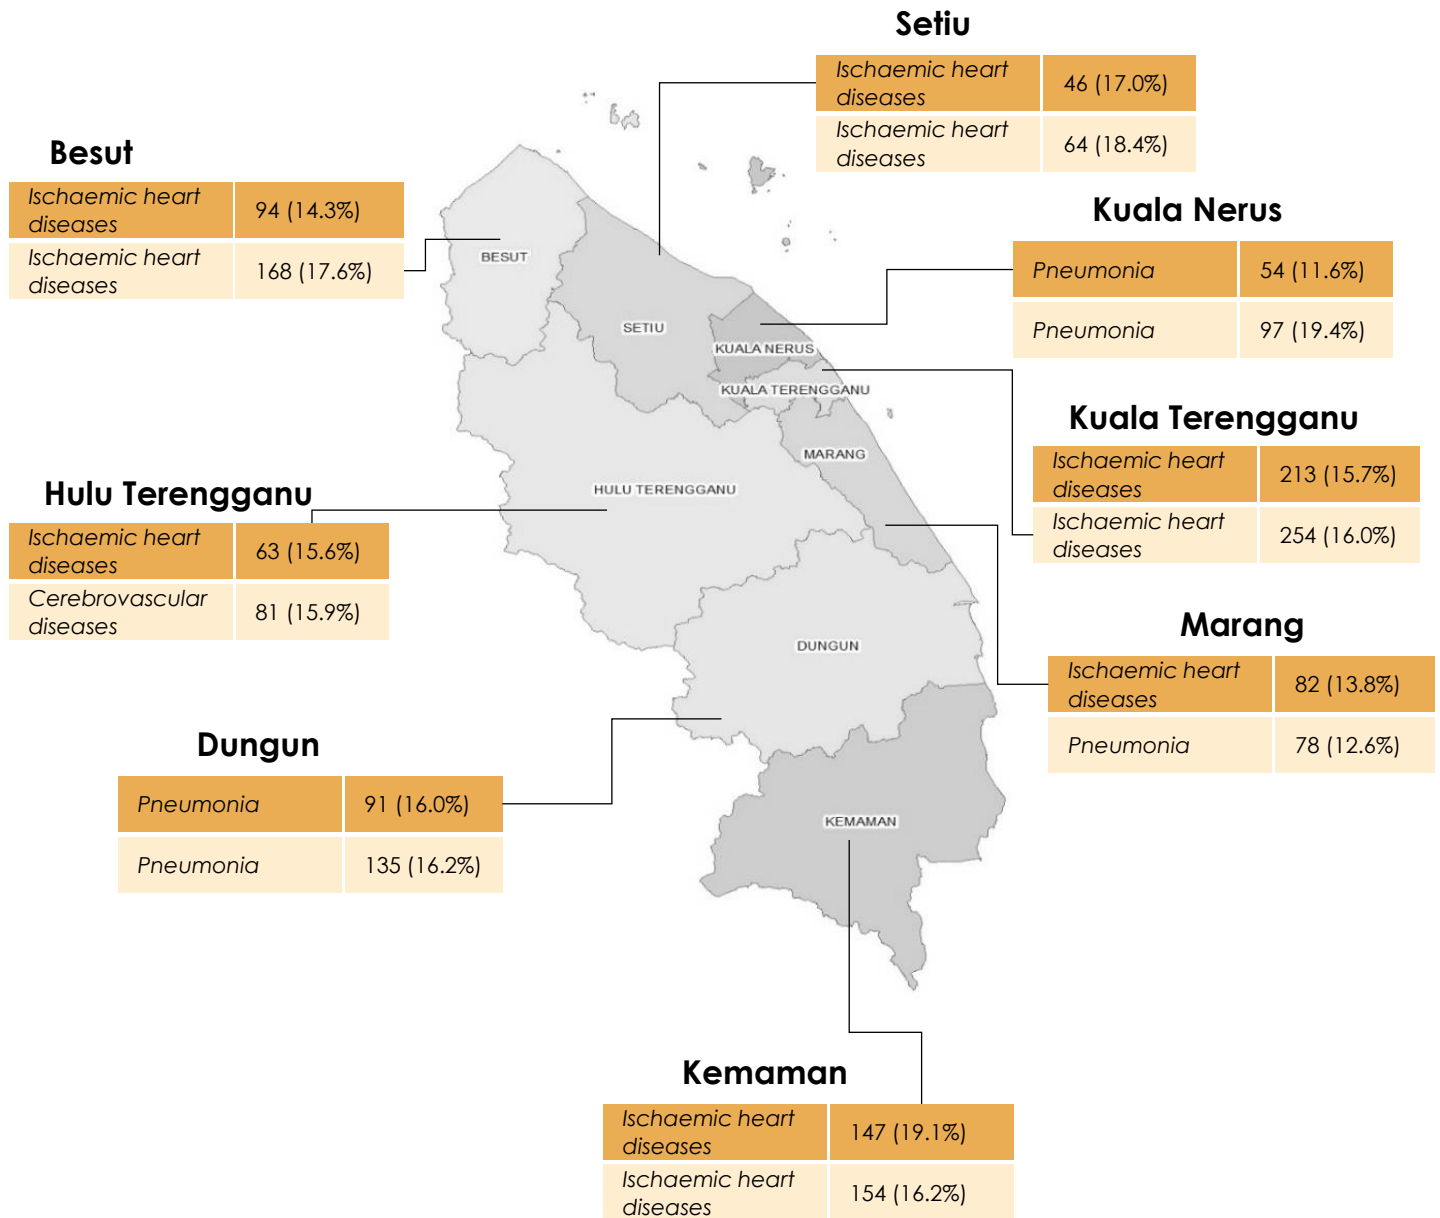 Setiu
Ischaemic heart
diseases
46 (17.0%)
Ischaemic heart
diseases
64 (18.4%)
Besut
Ischaemic heart
diseases
94 (14.3%)
Ischaemic heart
diseases
168 (17.6%)
Kuala Nerus
Pneumonia
54 (11.6%)
Pneumonia
97 (19.4%)
BESUT
SETIU
KUALA NERUS
KUALA TERENGGANU
MARANG
HULU TERENGGANU
DUNGUN
KEMAMAN
Kuala Terengganu
Ischaemic heart
diseases
213 (15.7%)
Ischaemic heart
diseases
254 (16.0%)
Hulu Terengganu
Ischaemic heart
diseases
63 (15.6%)
Cerebrovascular
diseases
81 (15.9%)
Marang
Ischaemic heart
diseases
82 (13.8%)
Pneumonia
78 (12.6%)
Dungun
Pneumonia
91 (16.0%)
Pneumonia
135 (16.2%)
Kemaman
Ischaemic heart
diseases
147 (19.1%)
Ischaemic heart
diseases
154 (16.2%)